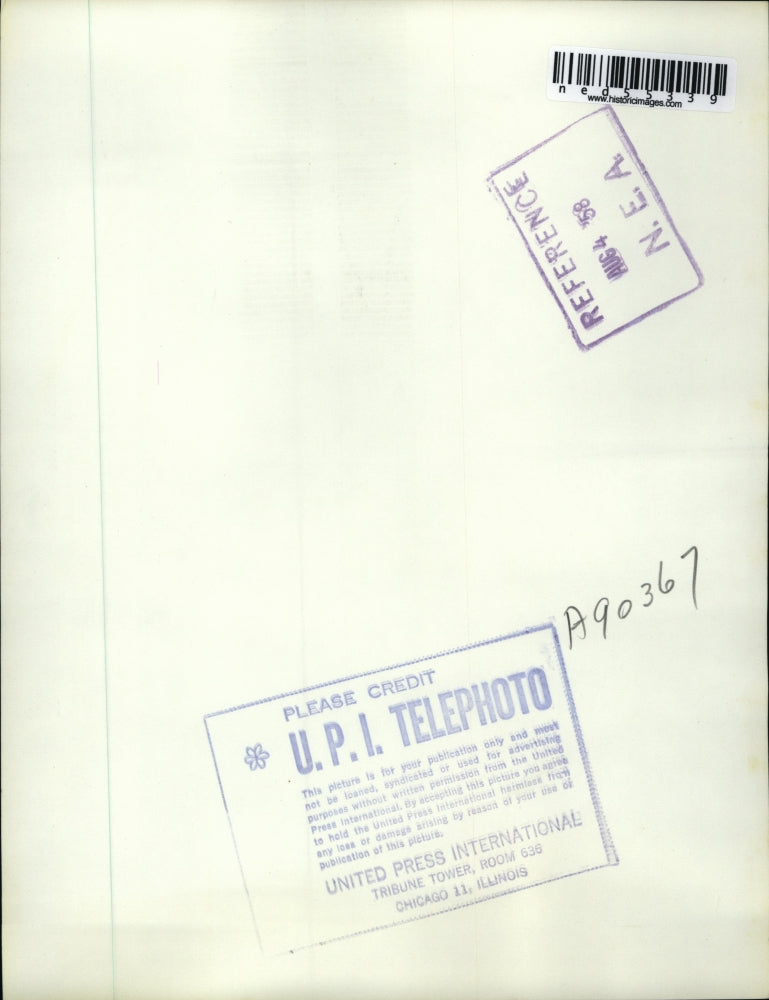 ned55339
www.historicimages.com
REFERENCE
AUG 4 '58
N. E. A.
A90367
PLEASE CREDIT
U. P. I. TELEPHOTO
This picture is for your publication only and must
not be loaned, syndicated or used for advertising
purposes without written permission from the United
Press International. By accepting this picture you agree
to hold the United Press International harmless from
any loss or damage arising by reason of your use or
publication of this picture.
UNITED PRESS INTERNATIONAL
TRIBUNE TOWER, ROOM 636
CHICAGO 11, ILLINOIS